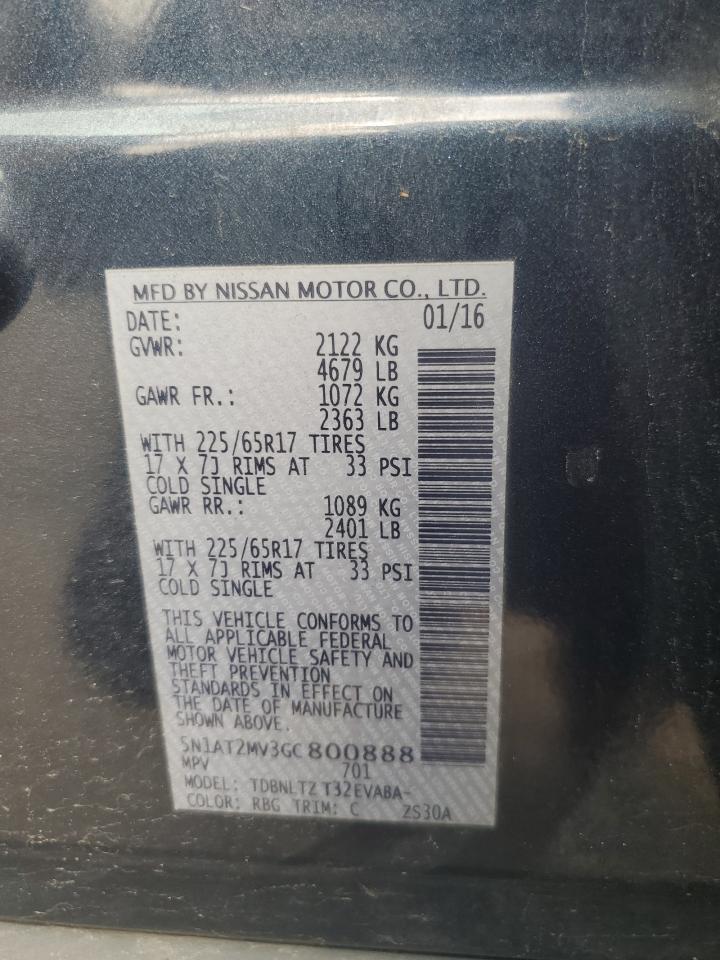 MFD BY NISSAN MOTOR CO., LTD.
DATE: 01/16
GVWR: 2122 KG
4679 LB
GAWR FR.: 1072 KG
2363 LB
WITH 225/65R17 TIRES
17 X 7J RIMS AT 33 PSI
COLD SINGLE
GAWR RR.: 1089 KG
2401 LB
WITH 225/65R17 TIRES
17 X 7J RIMS AT 33 PSI
COLD SINGLE
THIS VEHICLE CONFORMS TO
ALL APPLICABLE FEDERAL
MOTOR VEHICLE SAFETY AND
THEFT PREVENTION
STANDARDS IN EFFECT ON
THE DATE OF MANUFACTURE
SHOWN ABOVE.
5N1AT2MV3GC800888
MPV 701
MODEL: TDBNLTZ T32EVABA-
COLOR: RBG TRIM: C ZS30A